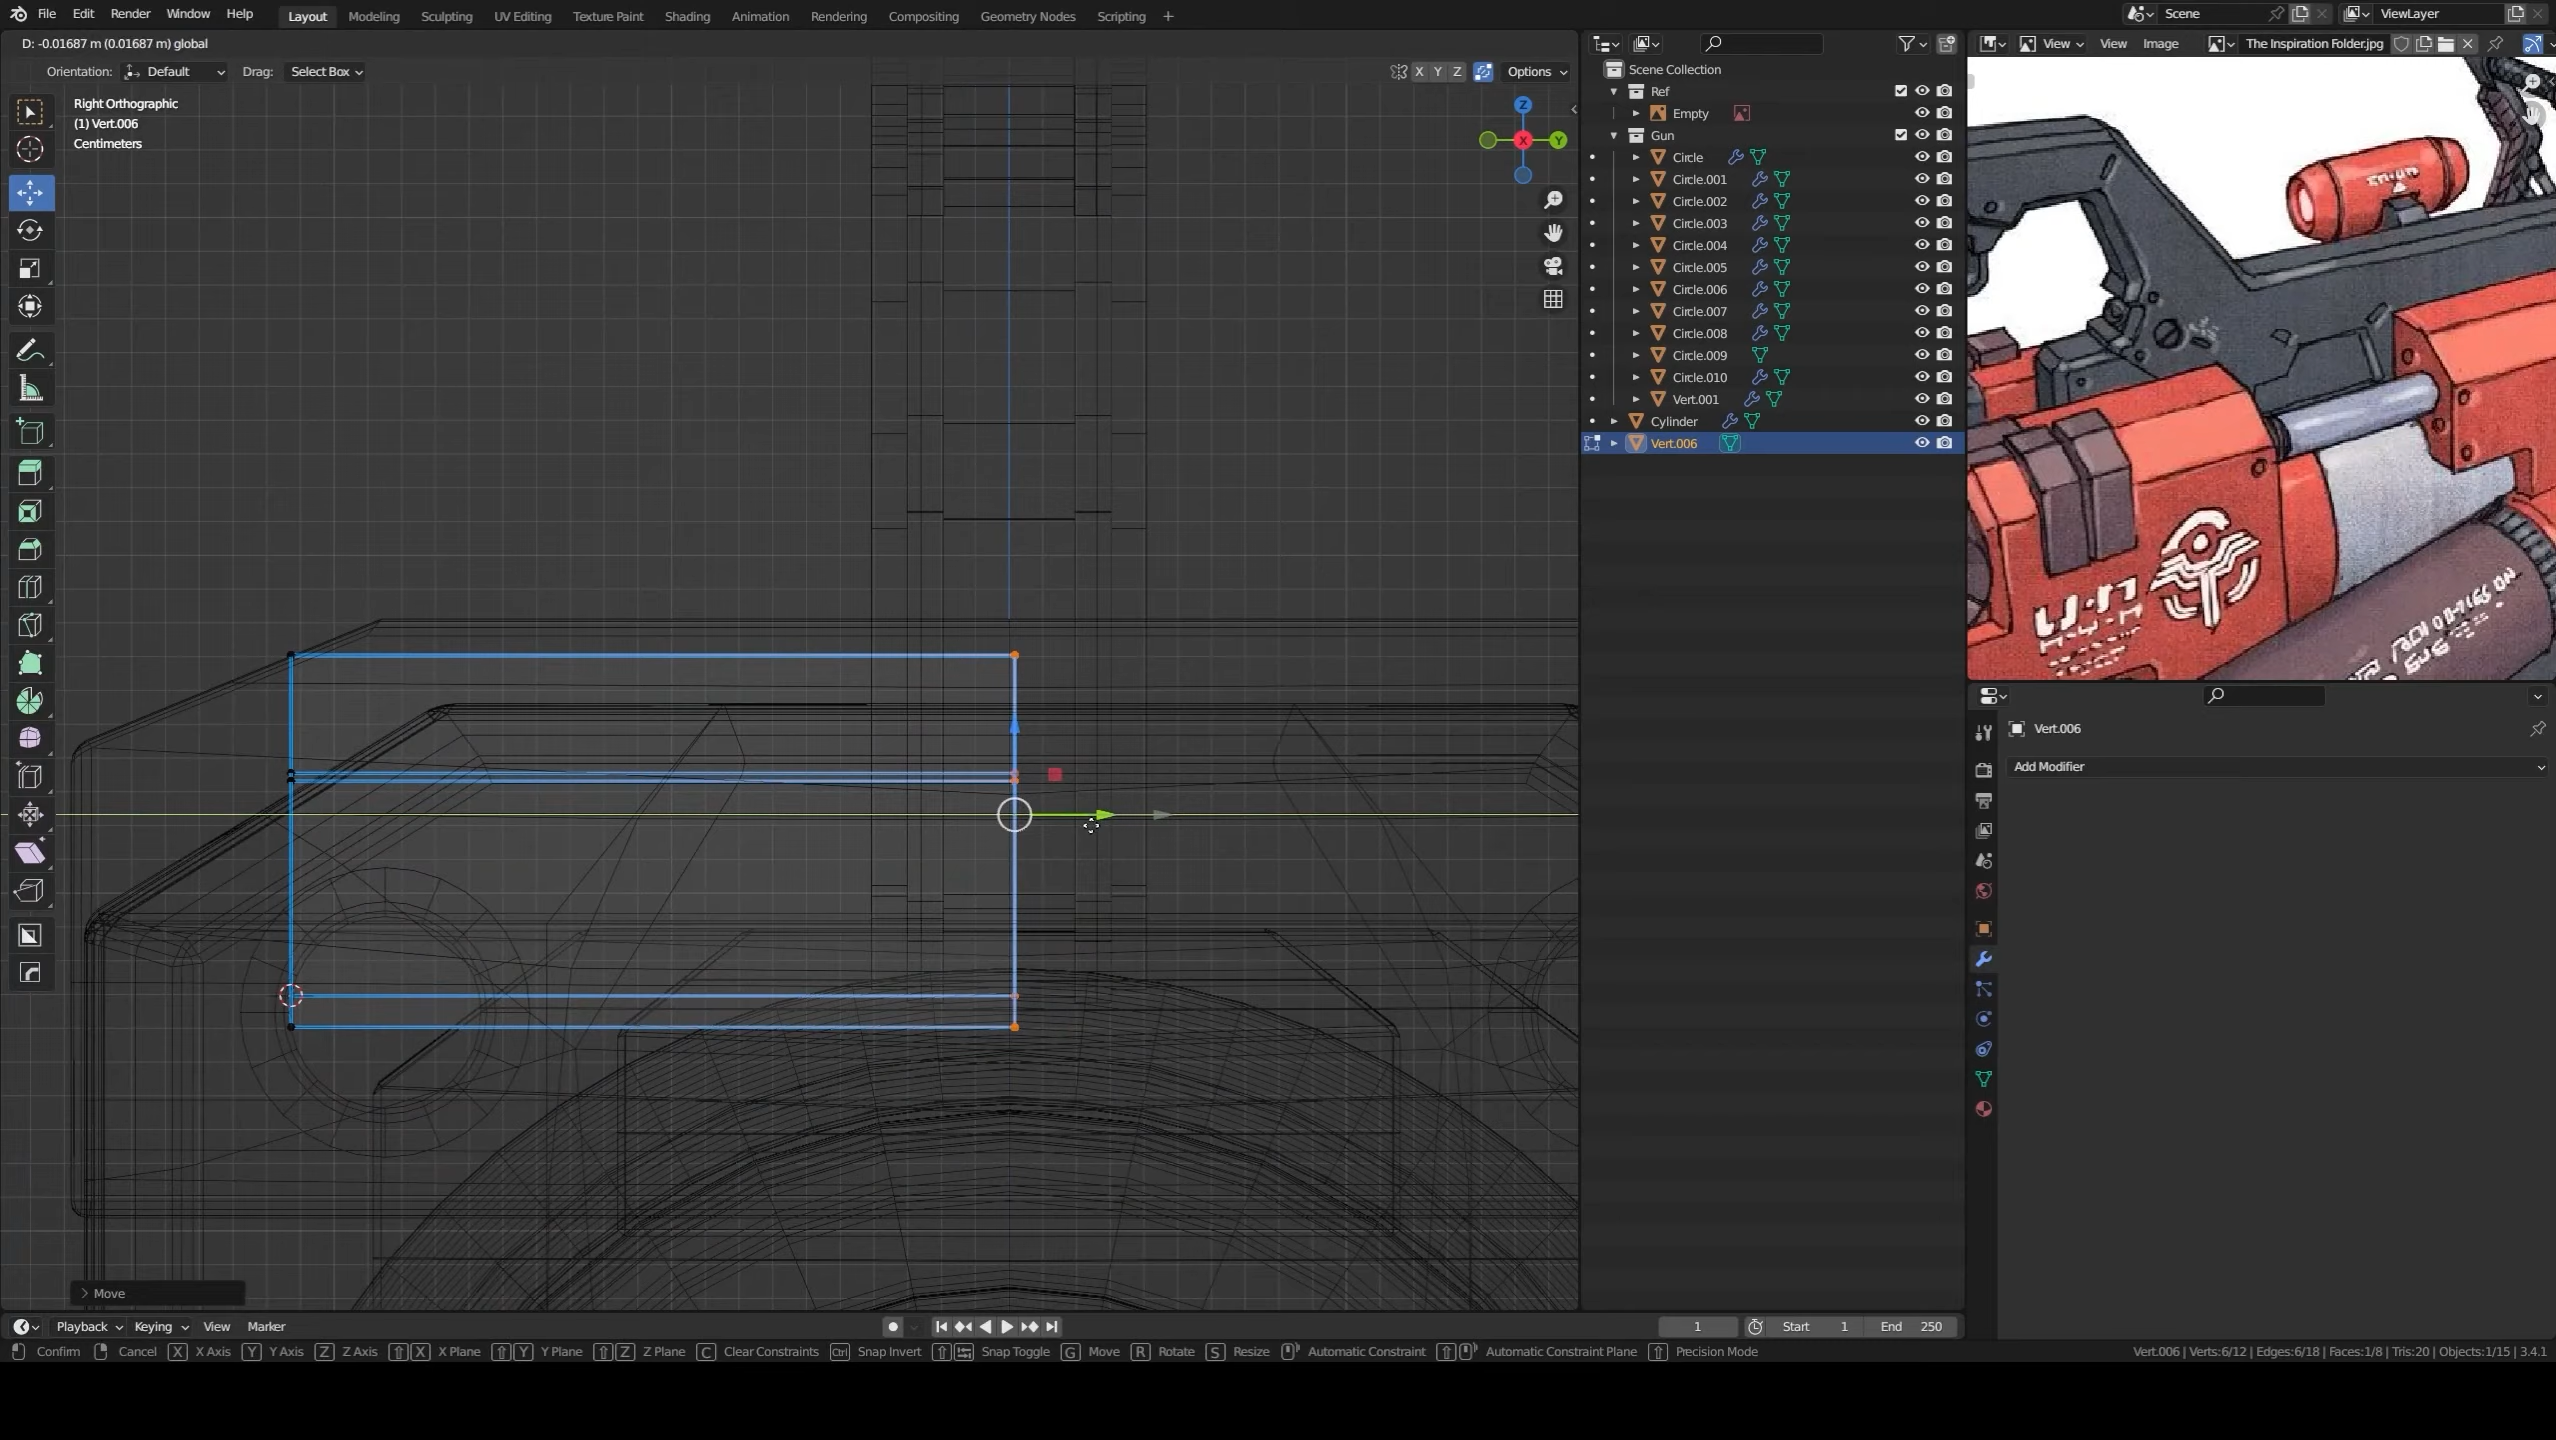 File Edit Render Window Help Layout Modeling Sculpting UV Editing Texture Paint Shading Animation Rendering Compositing Geometry Nodes Scripting + Scene ViewLayer
D: -0.01687 m (0.01687 m) global
View View Image The Inspiration Folder.jpg
Orientation: Default Drag: Select Box X Y Z Options
Right Orthographic
(1) Vert.006
Centimeters
Z
X
Y
Scene Collection
Ref
Empty
Gun
Circle
Circle.001
Circle.002
Circle.003
Circle.004
Circle.005
Circle.006
Circle.007
Circle.008
Circle.009
Circle.010
Vert.001
Cylinder
Vert.006
Vert.006
Add Modifier
Move
Playback Keying View Marker 1 Start 1 End 250
Confirm Cancel X X Axis Y Y Axis Z Z Axis X X Plane Y Y Plane Z Z Plane C Clear Constraints Ctrl Snap Invert Snap Toggle G Move R Rotate S Resize Automatic Constraint Automatic Constraint Plane Precision Mode Vert.006 | Verts:6/12 | Edges:6/18 | Faces:1/8 | Tris:20 | Objects:1/15 | 3.4.1